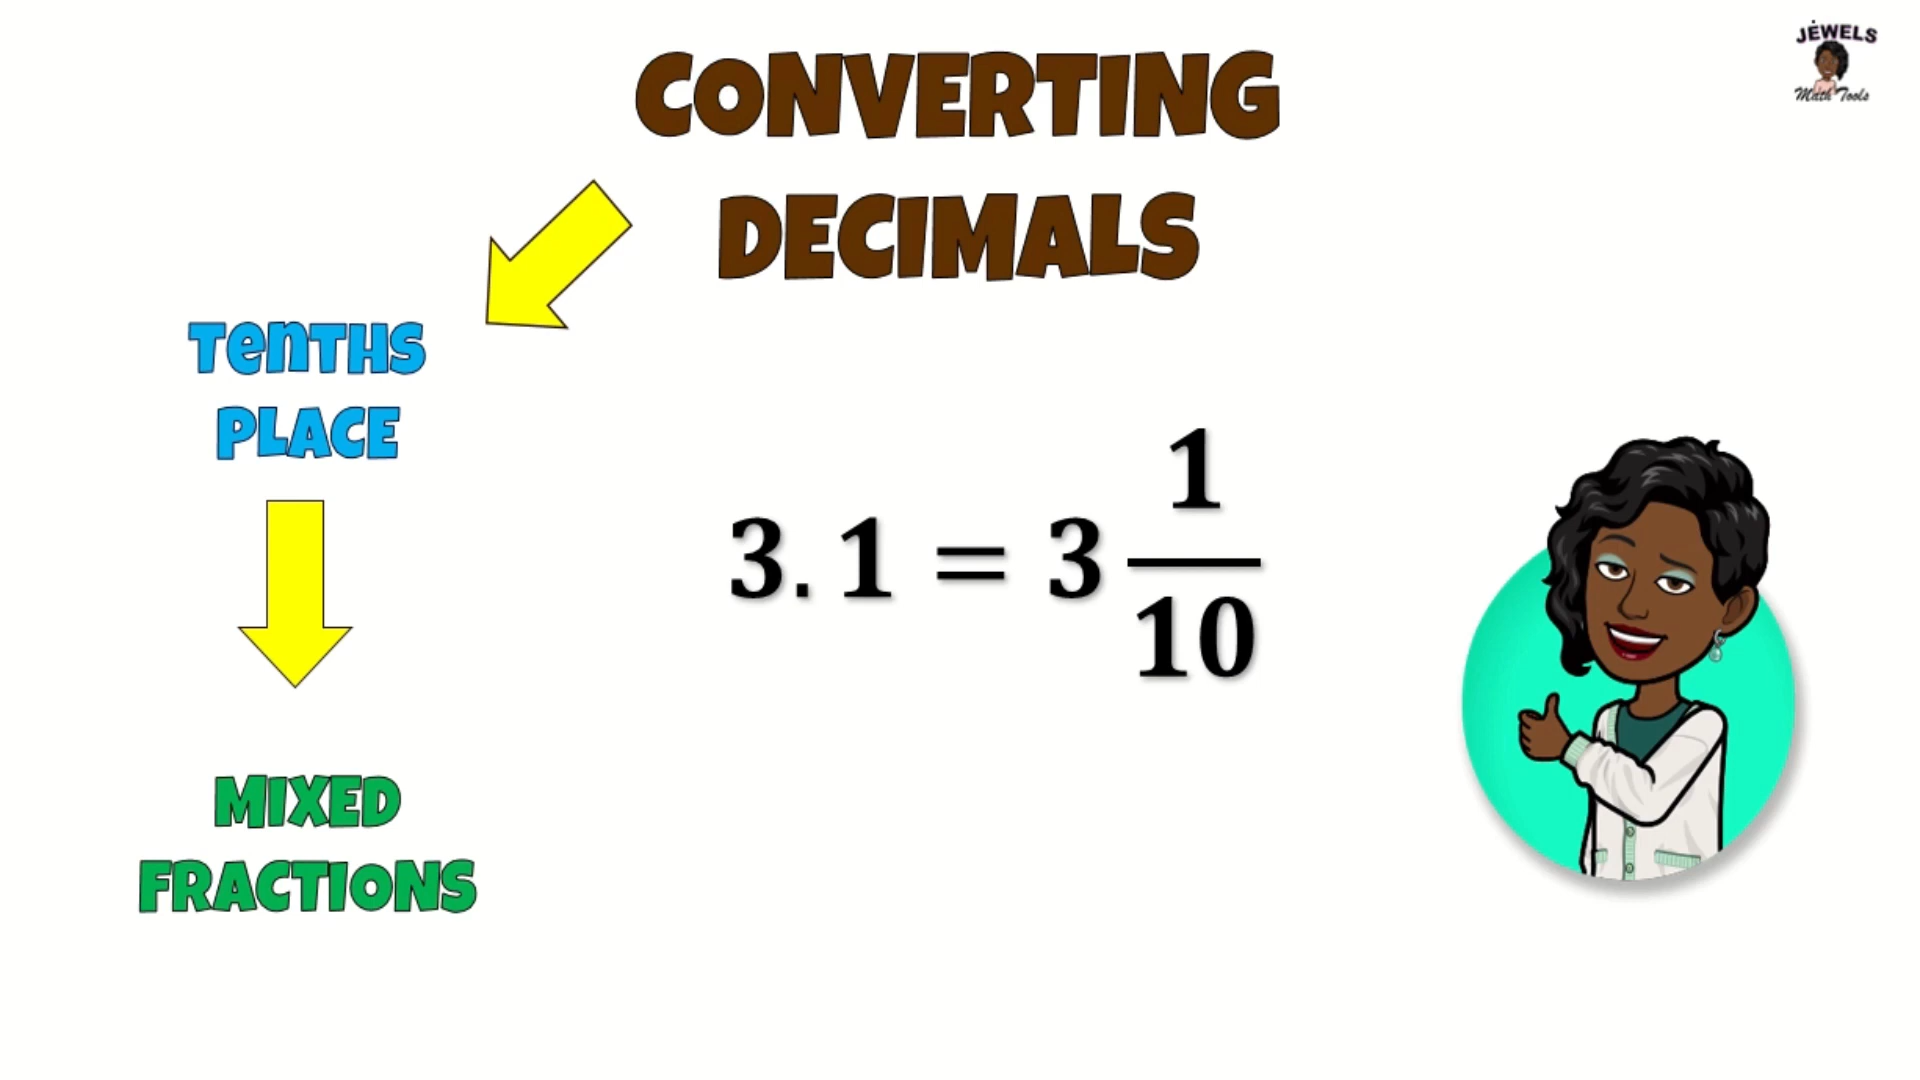 JEWELS
Math Tools
CONVERTING
DECIMALS
TENTHS
PLACE
3.1 = 3 1/10
MIXED
FRACTIONS